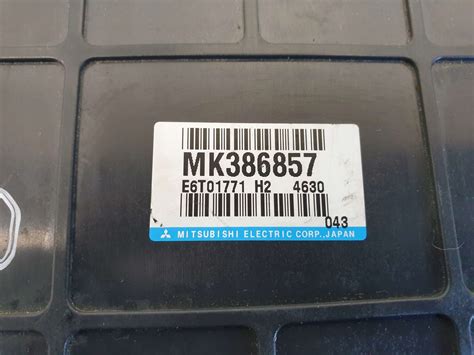 MK386857
E6T01771 H2 4630
043
MITSUBISHI ELECTRIC CORP., JAPAN